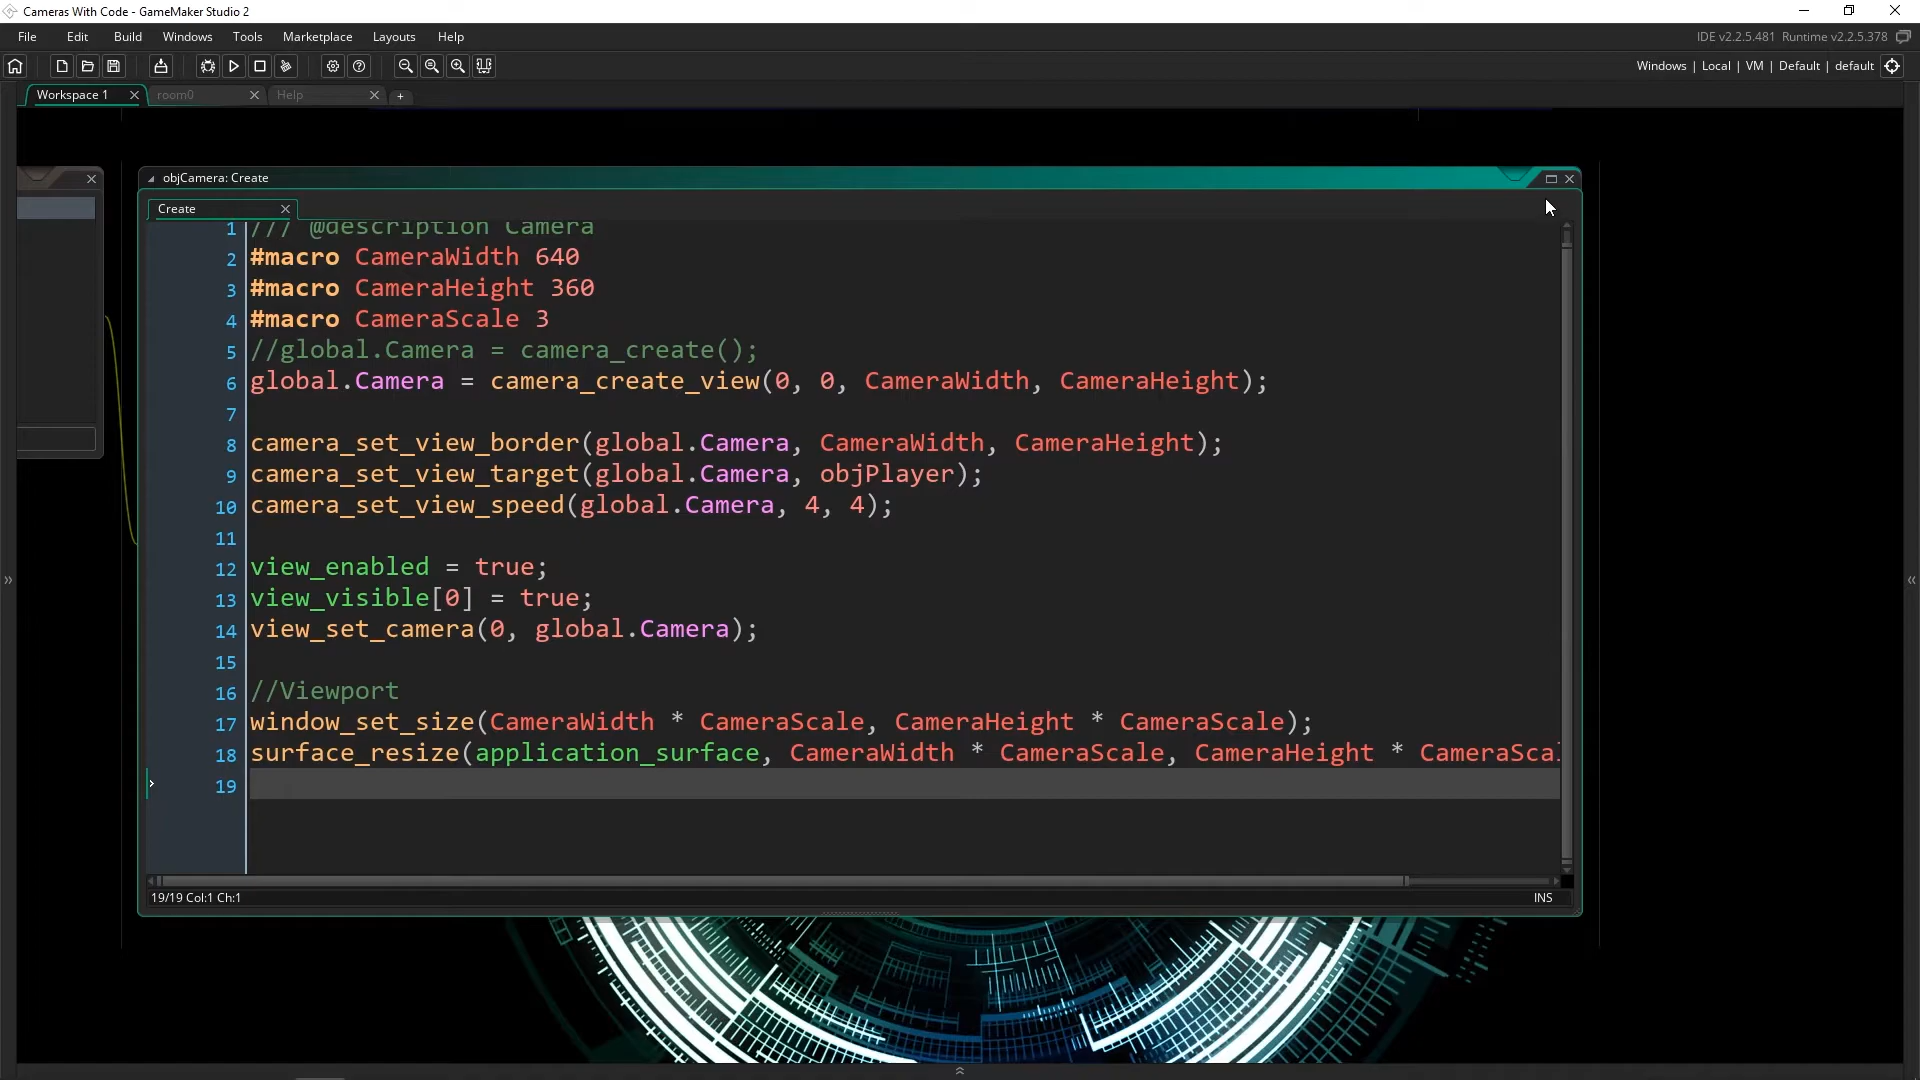 Cameras With Code - GameMaker Studio 2
File Edit Build Windows Tools Marketplace Layouts Help
IDE v2.2.5.481 Runtime v2.2.5.378
Windows | Local | VM | Default | default
Workspace 1 room0 Help +
objCamera: Create
Create
1 /// @description Camera
2 #macro CameraWidth 640
3 #macro CameraHeight 360
4 #macro CameraScale 3
5 //global.Camera = camera_create();
6 global.Camera = camera_create_view(0, 0, CameraWidth, CameraHeight);
7
8 camera_set_view_border(global.Camera, CameraWidth, CameraHeight);
9 camera_set_view_target(global.Camera, objPlayer);
10 camera_set_view_speed(global.Camera, 4, 4);
11
12 view_enabled = true;
13 view_visible[0] = true;
14 view_set_camera(0, global.Camera);
15
16 //Viewport
17 window_set_size(CameraWidth * CameraScale, CameraHeight * CameraScale);
18 surface_resize(application_surface, CameraWidth * CameraScale, CameraHeight * CameraScal
19
19/19 Col:1 Ch:1
INS